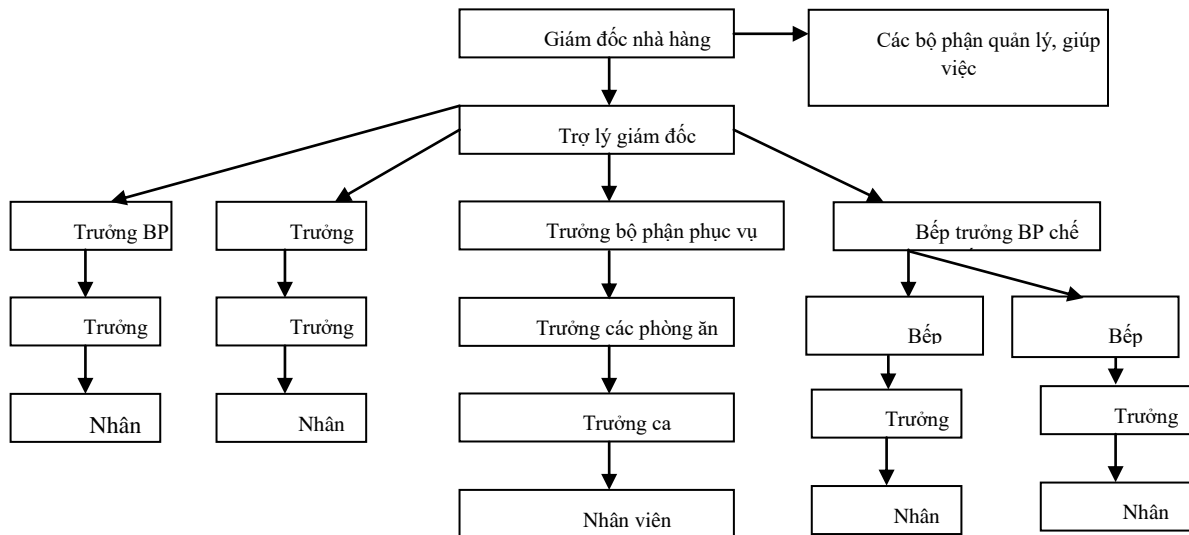 Giám đốc nhà hàng
Các bộ phận quản lý, giúp
việc
Trợ lý giám đốc
Trưởng BP
Trưởng
Trưởng bộ phận phục vụ
Bếp trưởng BP chế
Trưởng
Trưởng
Trưởng các phòng ăn
Bếp
Bếp
Nhân
Nhân
Trưởng ca
Trưởng
Trưởng
Nhân viên
Nhân
Nhân